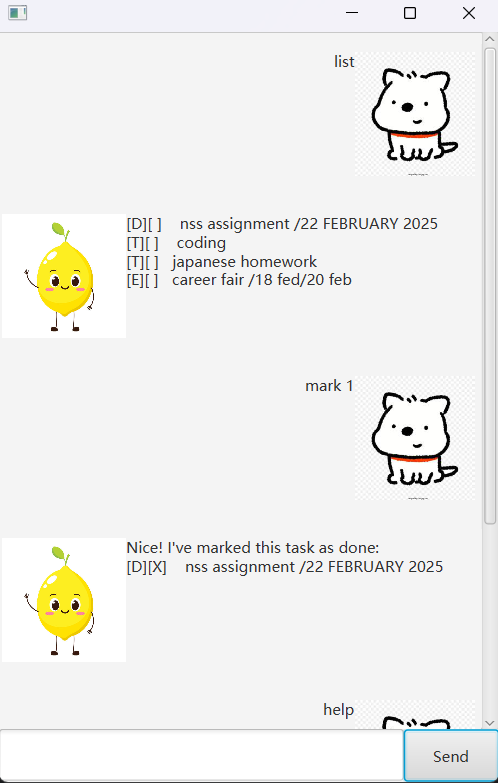 list
[D][ ] nss assignment /22 FEBRUARY 2025
[T][ ] coding
[T][ ] japanese homework
[E][ ] career fair /18 fed/20 feb
mark 1
Nice! I've marked this task as done:
[D][X] nss assignment /22 FEBRUARY 2025
help
Send